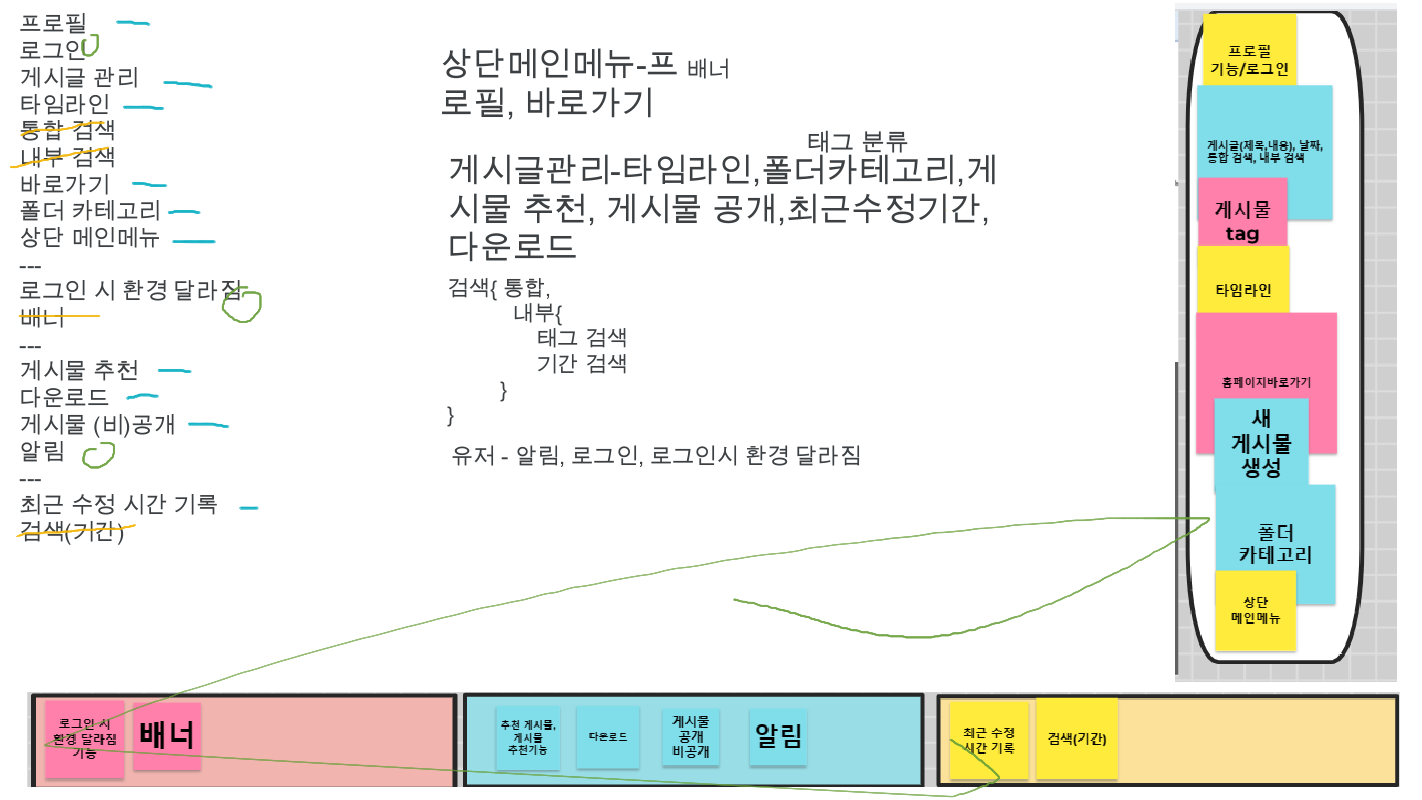 프로필
로그인
게시글 관리
타임라인
통합 검색
내부 검색
바로가기
폴더 카테고리
상단 메인메뉴
---
로그인 시 환경 달라짐
배너
---
게시물 추천
다운로드
게시물 (비)공개
알림
---
최근 수정 시간 기록
검색(기간)
상단메인메뉴-프
로필, 바로가기
배너
태그 분류
게시글관리-타임라인,폴더카테고리,게
시물 추천, 게시물 공개,최근수정기간,
다운로드
검색{ 통합,
내부{
태그 검색
기간 검색
}
}
유저 - 알림, 로그인, 로그인시 환경 달라짐
프로필
기능/로그인
게시글(제목,내용), 날짜,
통합 검색, 내부 검색
게시물
tag
타임라인
홈페이지바로가기
새
게시물
생성
폴더
카테고리
상단
메인메뉴
로그인 시
환경 달라짐
기능
배너
추천 게시물,
게시물
추천기능
다운로드
게시물
공개
비공개
알림
최근 수정
시간 기록
검색(기간)